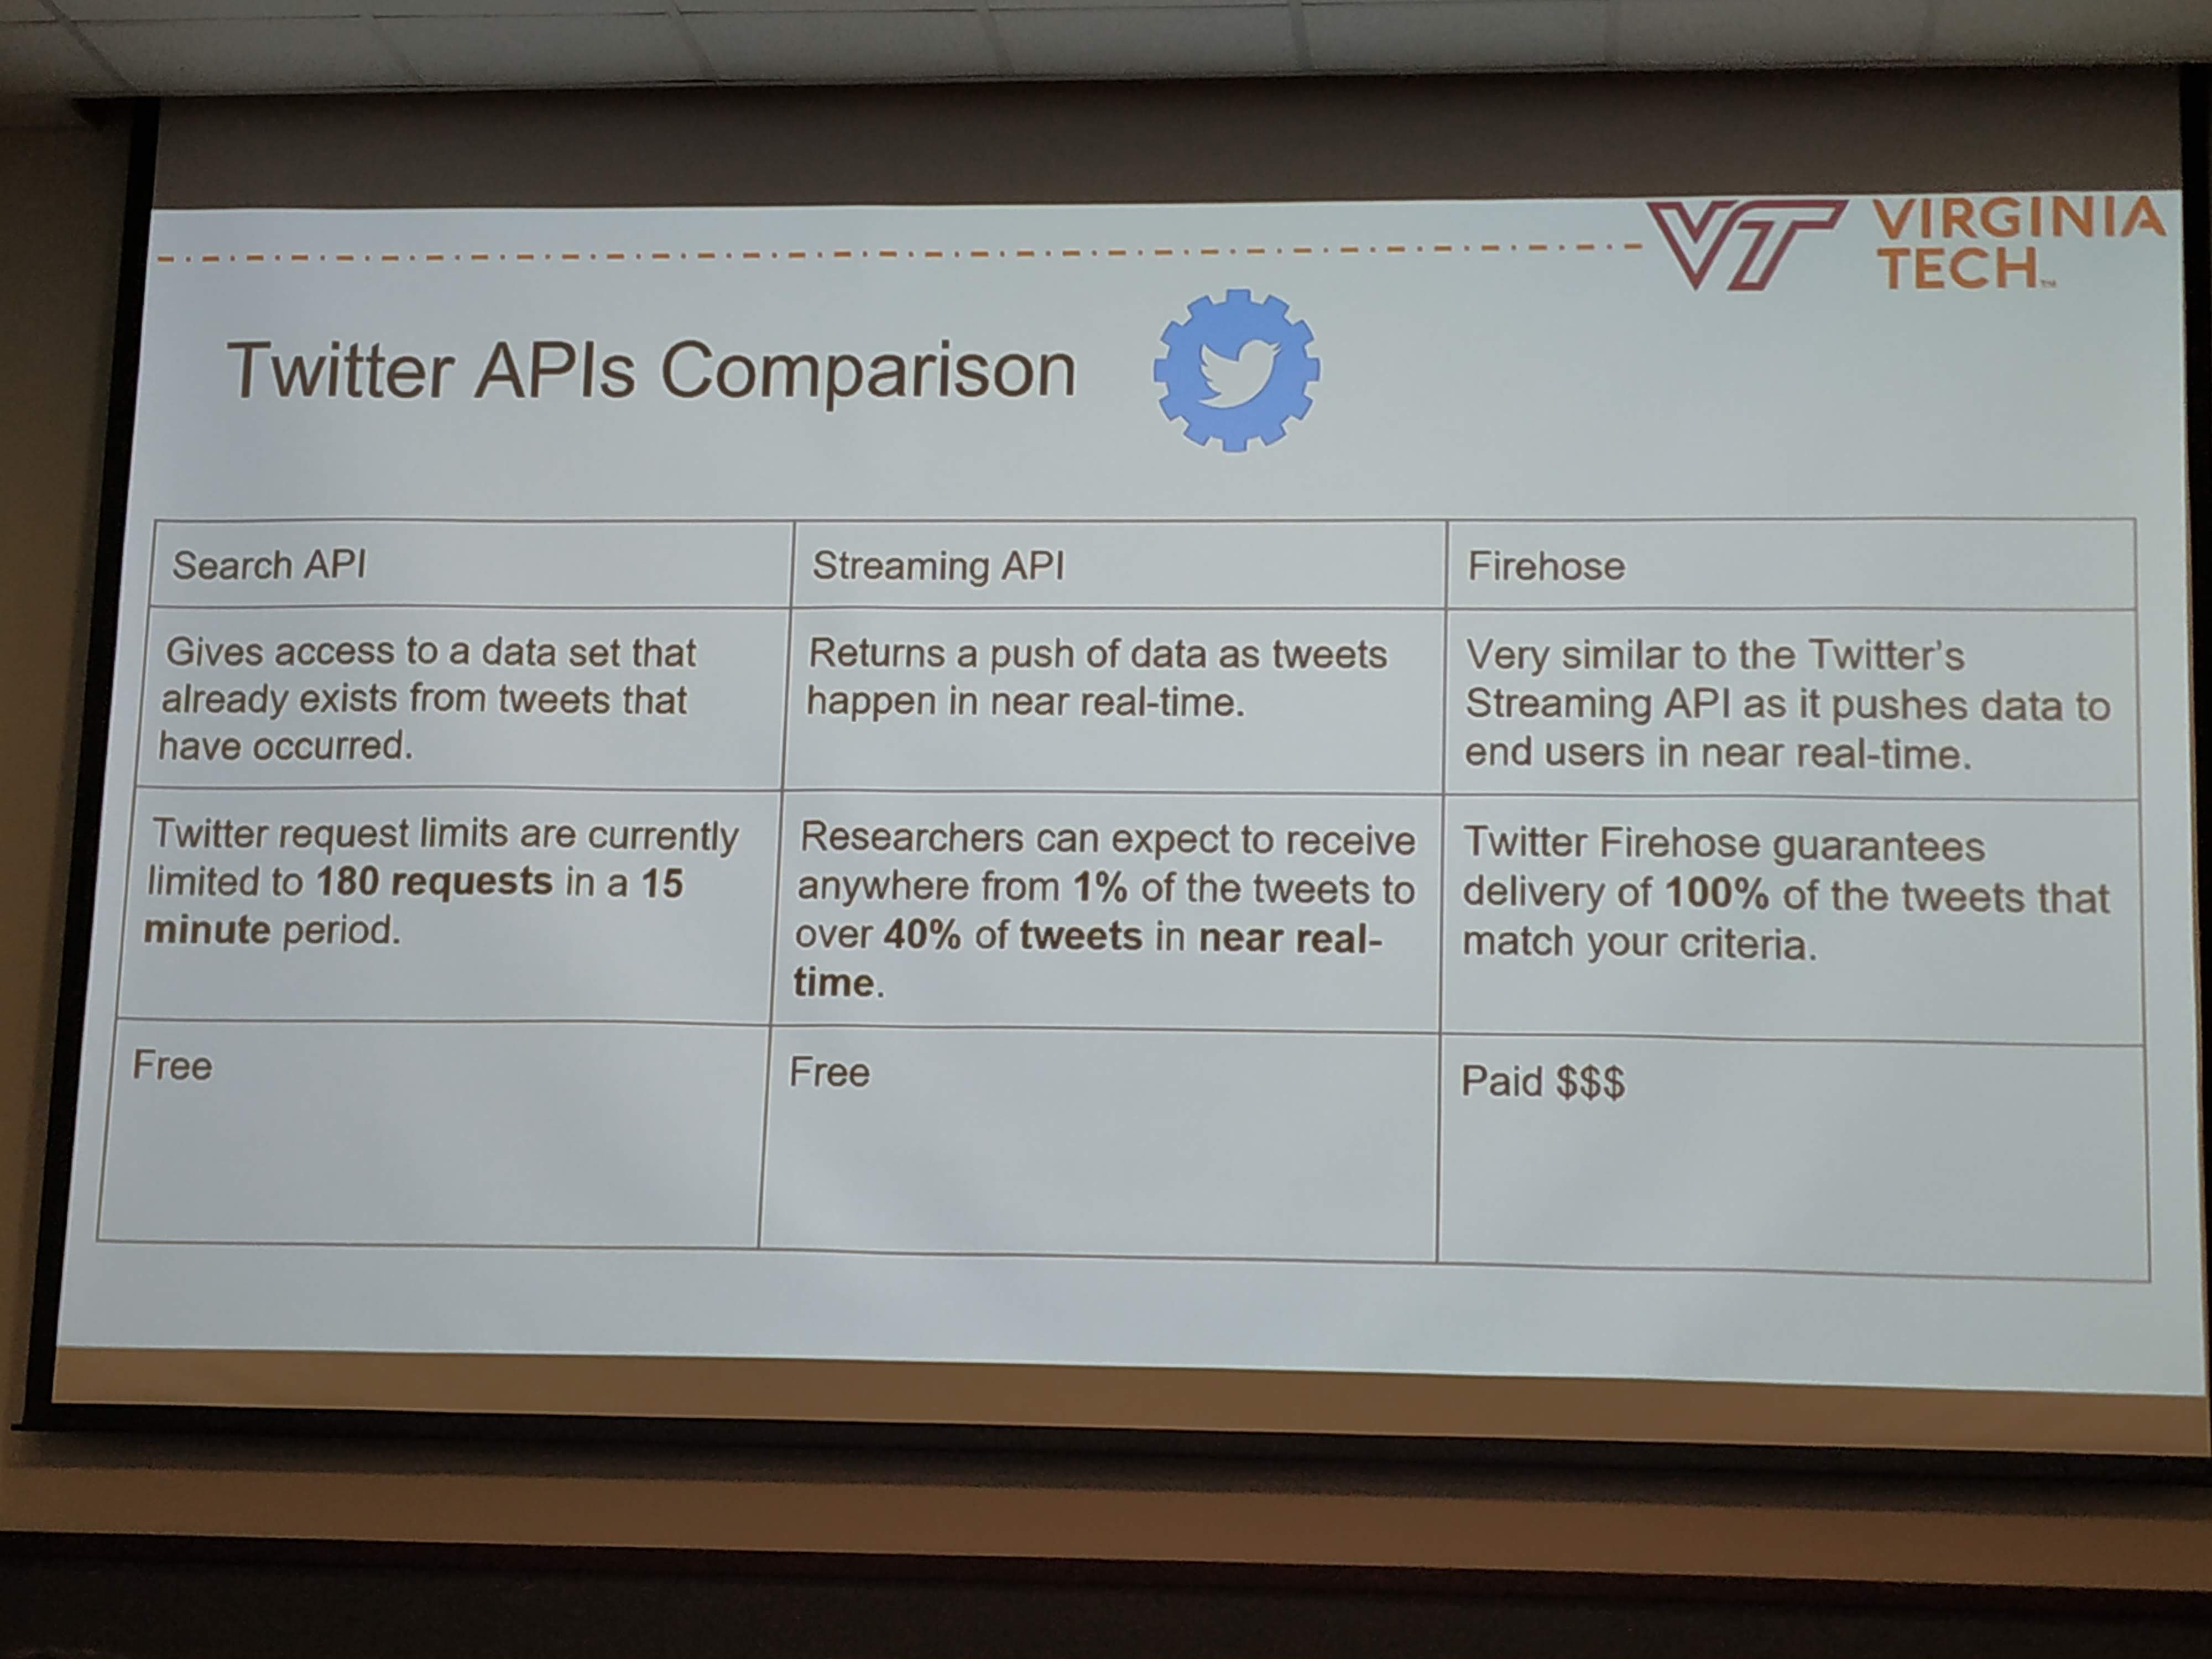 VIRGINIA
TECH™
Twitter APIs Comparison
Search API
Streaming API
Firehose
Gives access to a data set that
already exists from tweets that
have occurred.
Returns a push of data as tweets
happen in near real-time.
Very similar to the Twitter's
Streaming API as it pushes data to
end users in near real-time.
Twitter request limits are currently
limited to 180 requests in a 15
minute period.
Researchers can expect to receive
anywhere from 1% of the tweets to
over 40% of tweets in near real-
time.
Twitter Firehose guarantees
delivery of 100% of the tweets that
match your criteria.
Free
Free
Paid $$$